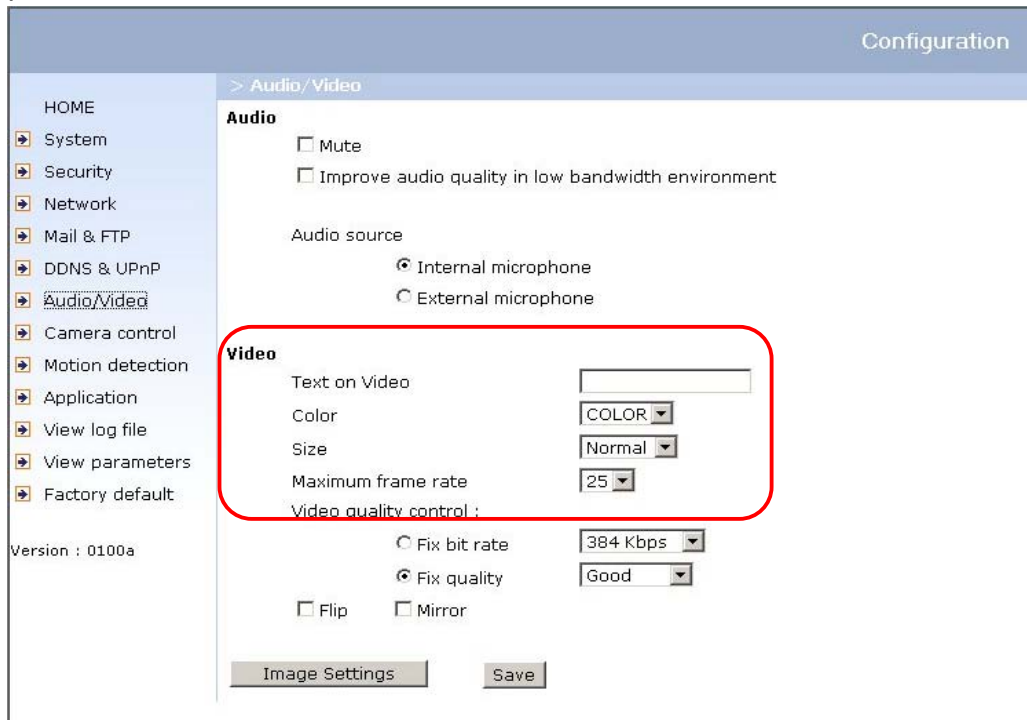 Configuration
> Audio/Video
HOME
System
Security
Network
Mail & FTP
DDNS & UPnP
Audio/Video
Camera control
Motion detection
Application
View log file
View parameters
Factory default
Version : 0100a
Audio
Mute
Improve audio quality in low bandwidth environment
Audio source
Internal microphone
External microphone
Video
Text on Video
Color COLOR
Size Normal
Maximum frame rate 25
Video quality control :
Fix bit rate 384 Kbps
Fix quality Good
Flip Mirror
Image Settings Save